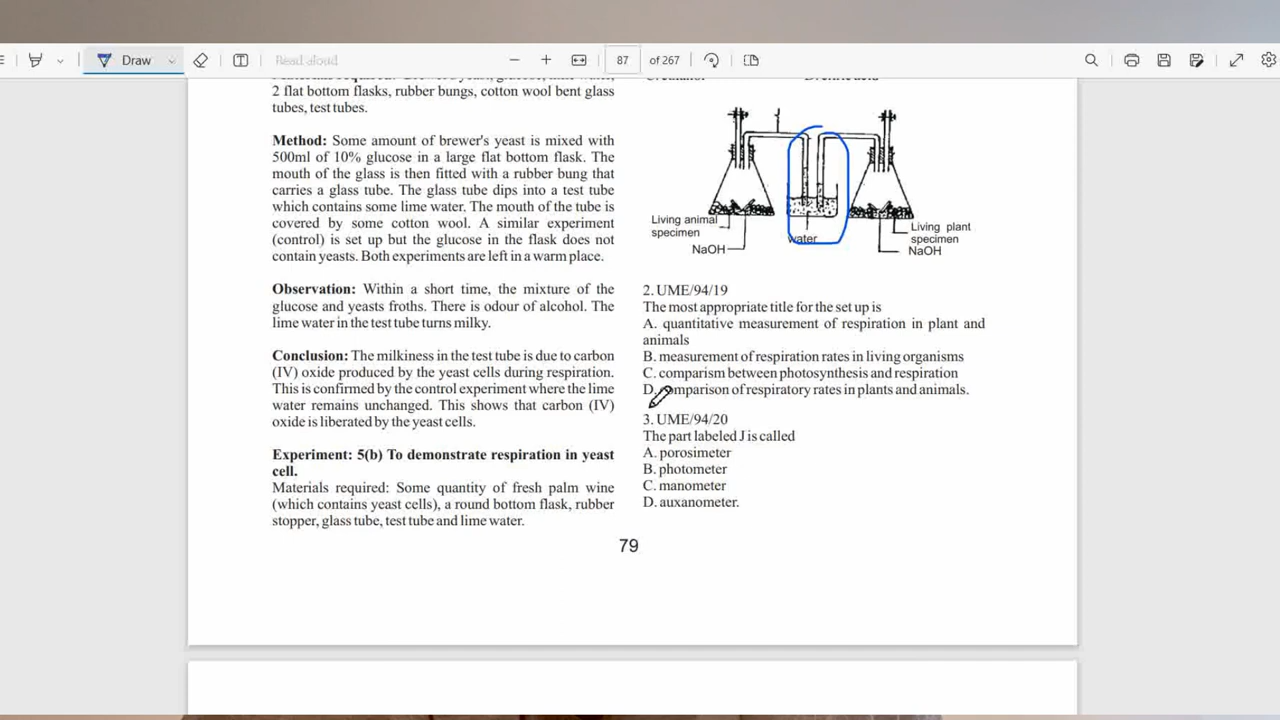 Draw
Read aloud
87
of 267
2 flat bottom flasks, rubber bungs, cotton wool bent glass
tubes, test tubes.
Method: Some amount of brewer's yeast is mixed with
500ml of 10% glucose in a large flat bottom flask. The
mouth of the glass is then fitted with a rubber bung that
carries a glass tube. The glass tube dips into a test tube
which contains some lime water. The mouth of the tube is
covered by some cotton wool. A similar experiment
(control) is set up but the glucose in the flask does not
contain yeasts. Both experiments are left in a warm place.
Observation: Within a short time, the mixture of the
glucose and yeasts froths. There is odour of alcohol. The
lime water in the test tube turns milky.
Conclusion: The milkiness in the test tube is due to carbon
(IV) oxide produced by the yeast cells during respiration.
This is confirmed by the control experiment where the lime
water remains unchanged. This shows that carbon (IV)
oxide is liberated by the yeast cells.
Experiment: 5(b) To demonstrate respiration in yeast
cell.
Materials required: Some quantity of fresh palm wine
(which contains yeast cells), a round bottom flask, rubber
stopper, glass tube, test tube and lime water.
Living animal
specimen
NaOH
water
Living plant
specimen
NaOH
2. UME/94/19
The most appropriate title for the set up is
A. quantitative measurement of respiration in plant and
animals
B. measurement of respiration rates in living organisms
C. comparism between photosynthesis and respiration
D. comparison of respiratory rates in plants and animals.
3. UME/94/20
The part labeled J is called
A. porosimeter
B. photometer
C. manometer
D. auxanometer.
79